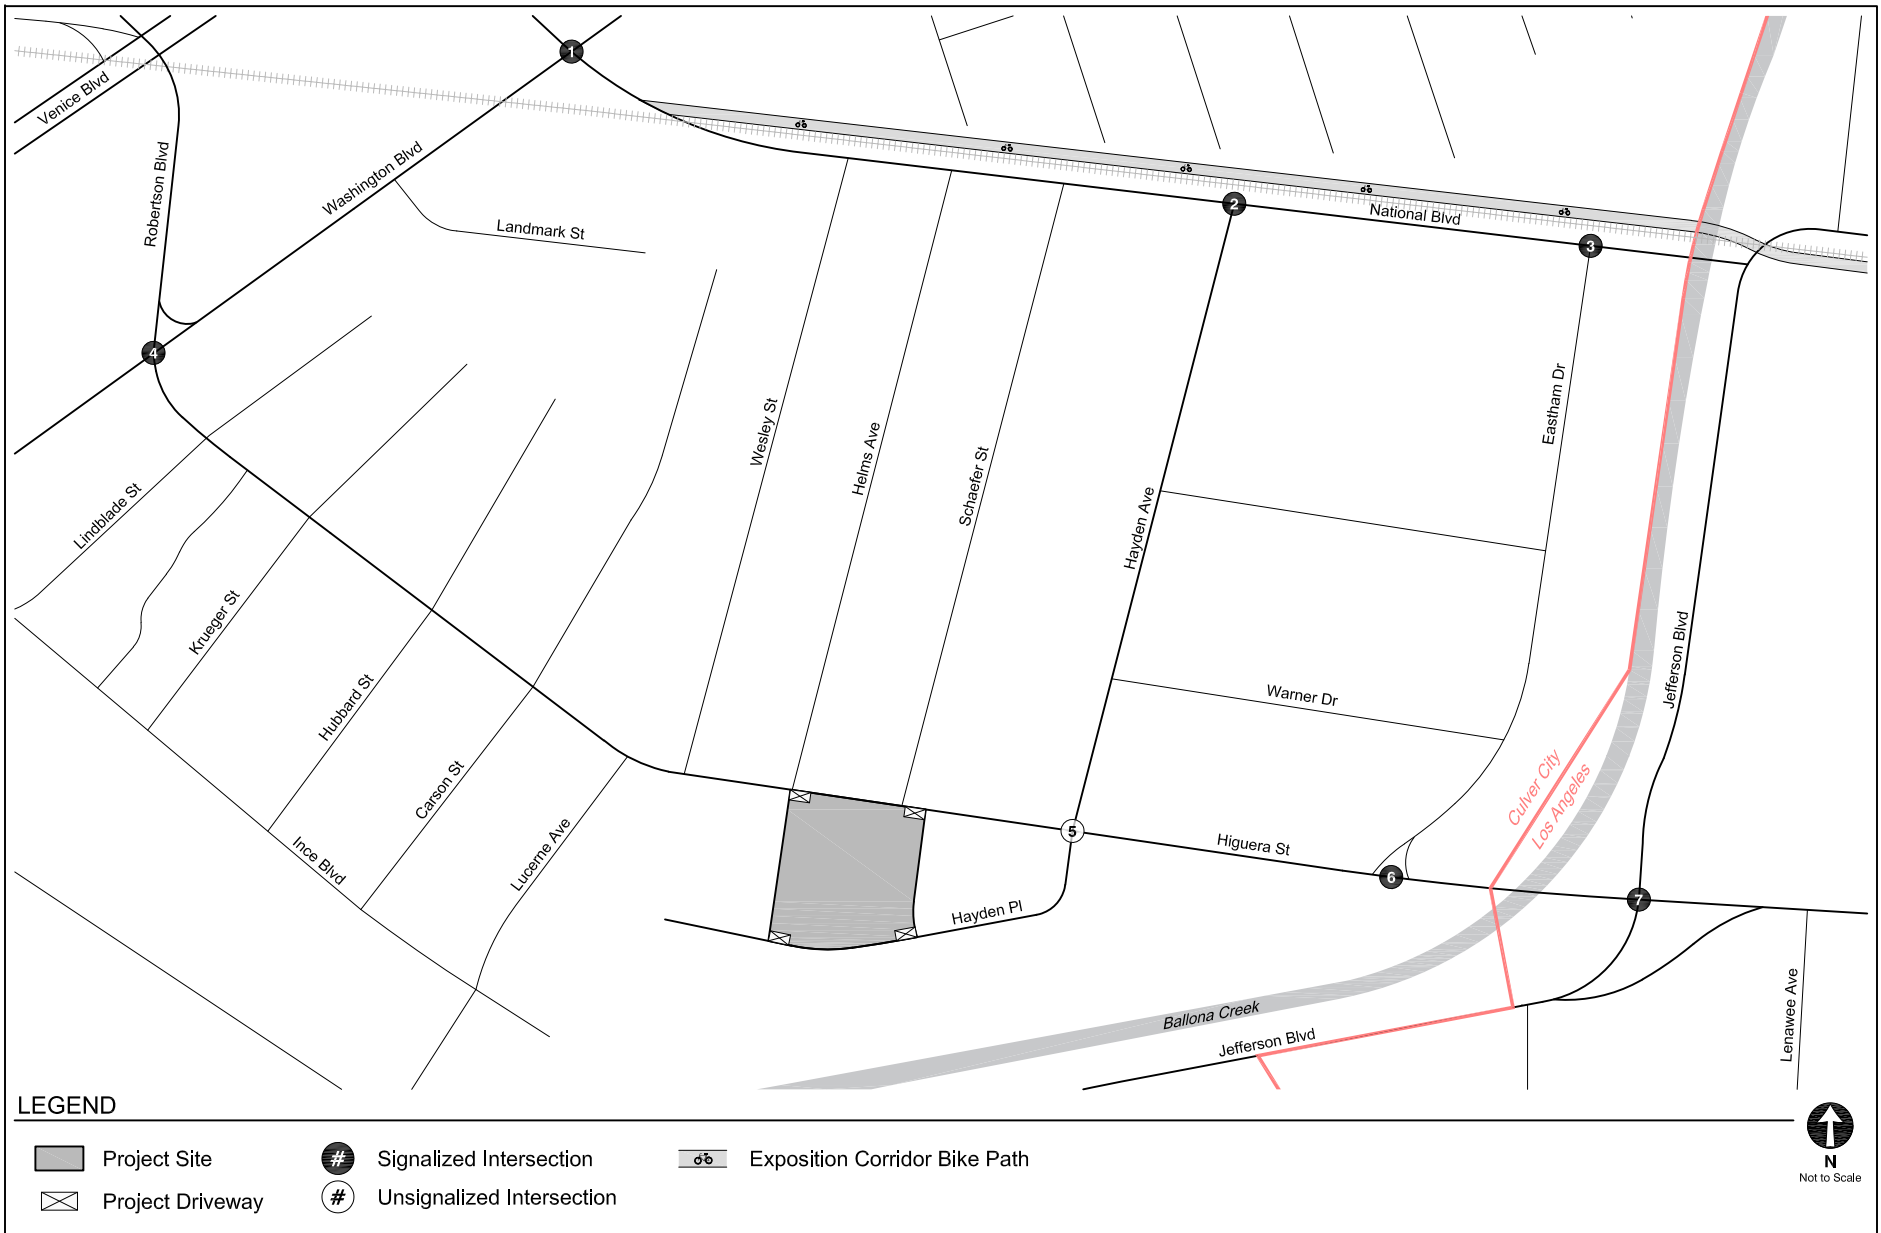 1
Venice Blvd
Robertson Blvd
Washington Blvd
Landmark St
2
National Blvd
3
4
Lindblade St
Krueger St
Hubbard St
Carson St
Lucerne Ave
Ince Blvd
Wesley St
Helms Ave
Schaefer St
Hayden Ave
Eastham Dr
Warner Dr
Jefferson Blvd
Culver City
Los Angeles
5
Higuera St
6
7
Hayden Pl
Ballona Creek
Jefferson Blvd
Lenawee Ave
LEGEND
Project Site
# Signalized Intersection
Exposition Corridor Bike Path
Project Driveway
# Unsignalized Intersection
N
Not to Scale